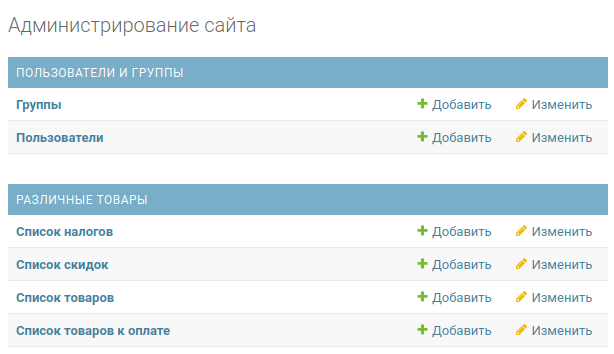 Администрирование сайта
ПОЛЬЗОВАТЕЛИ И ГРУППЫ
Группы Добавить Изменить
Пользователи Добавить Изменить
РАЗЛИЧНЫЕ ТОВАРЫ
Список налогов Добавить Изменить
Список скидок Добавить Изменить
Список товаров Добавить Изменить
Список товаров к оплате Добавить Изменить